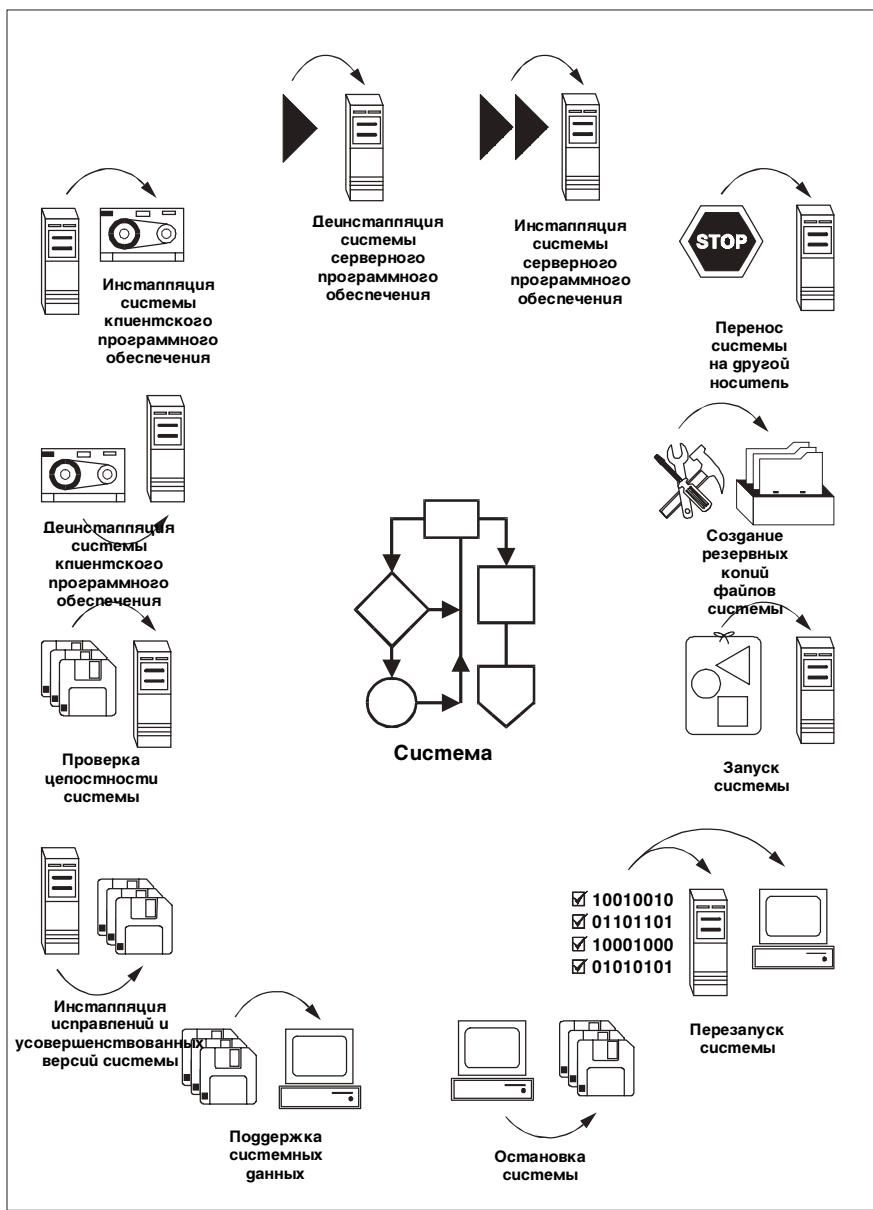 Деинсталляция
системы
серверного
программного
обеспечения
Инсталляция
системы
серверного
программного
обеспечения
STOP
Перенос
системы
на другой
носитель
Инсталляция
системы
клиентского
программного
обеспечения
Деинсталляция
системы
клиентского
программного
обеспечения
Создание
резервных
копий
файлов
системы
Система
Проверка
целостности
системы
Запуск
системы
10010010
01101101
10001000
01010101
Инсталляция
исправлений и
усовершенствованных
версий системы
Перезапуск
системы
Поддержка
системных
данных
Остановка
системы